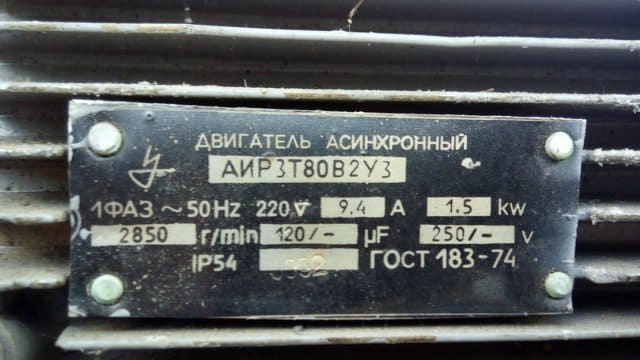 ДВИГАТЕЛЬ АСИНХРОННЫЙ
АИР3Т80В2У3
1ФАЗ ~ 50Hz 220V 9.4 А 1.5 kw
2850 r/min 120/- µF 250/- v
IP54 ГОСТ 183-74